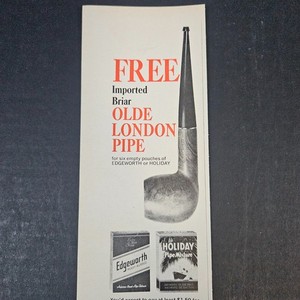 FREE
Imported
Briar
OLDE
LONDON
PIPE
for six empty pouches of
EDGEWORTH or HOLIDAY
Edgeworth
HOLIDAY
Pipe Mixture